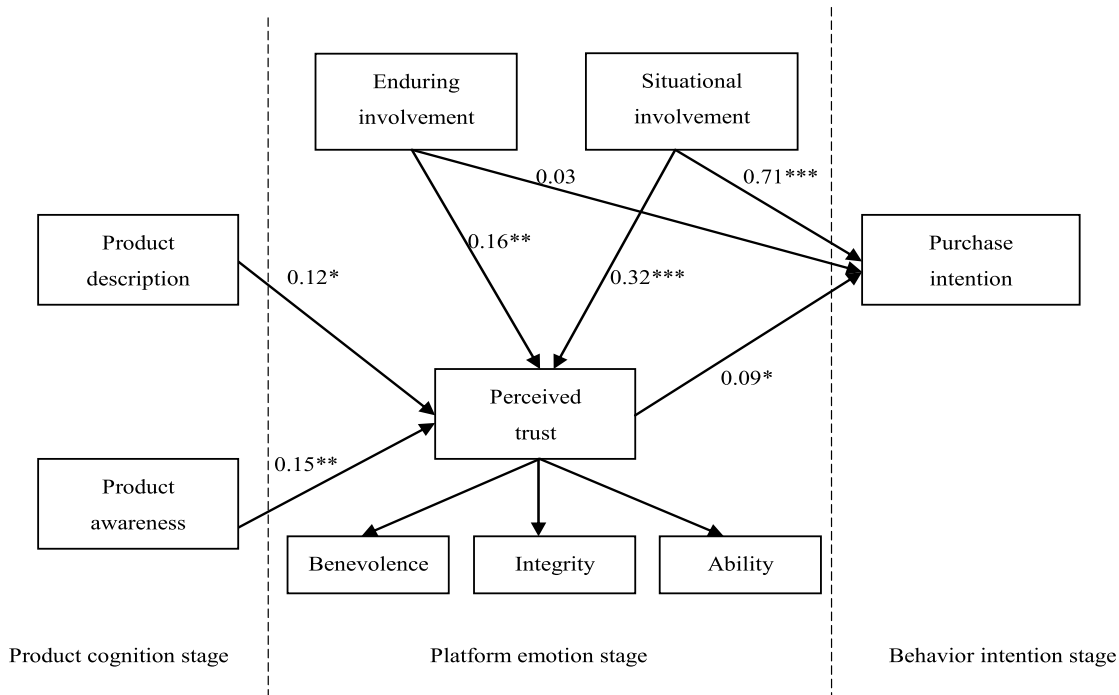 Enduring
involvement
Situational
involvement
0.03
0.71***
Product
description
0.16**
Purchase
intention
0.12*
0.32***
Perceived
trust
0.09*
0.15**
Product
awareness
Benevolence
Integrity
Ability
Product cognition stage
Platform emotion stage
Behavior intention stage